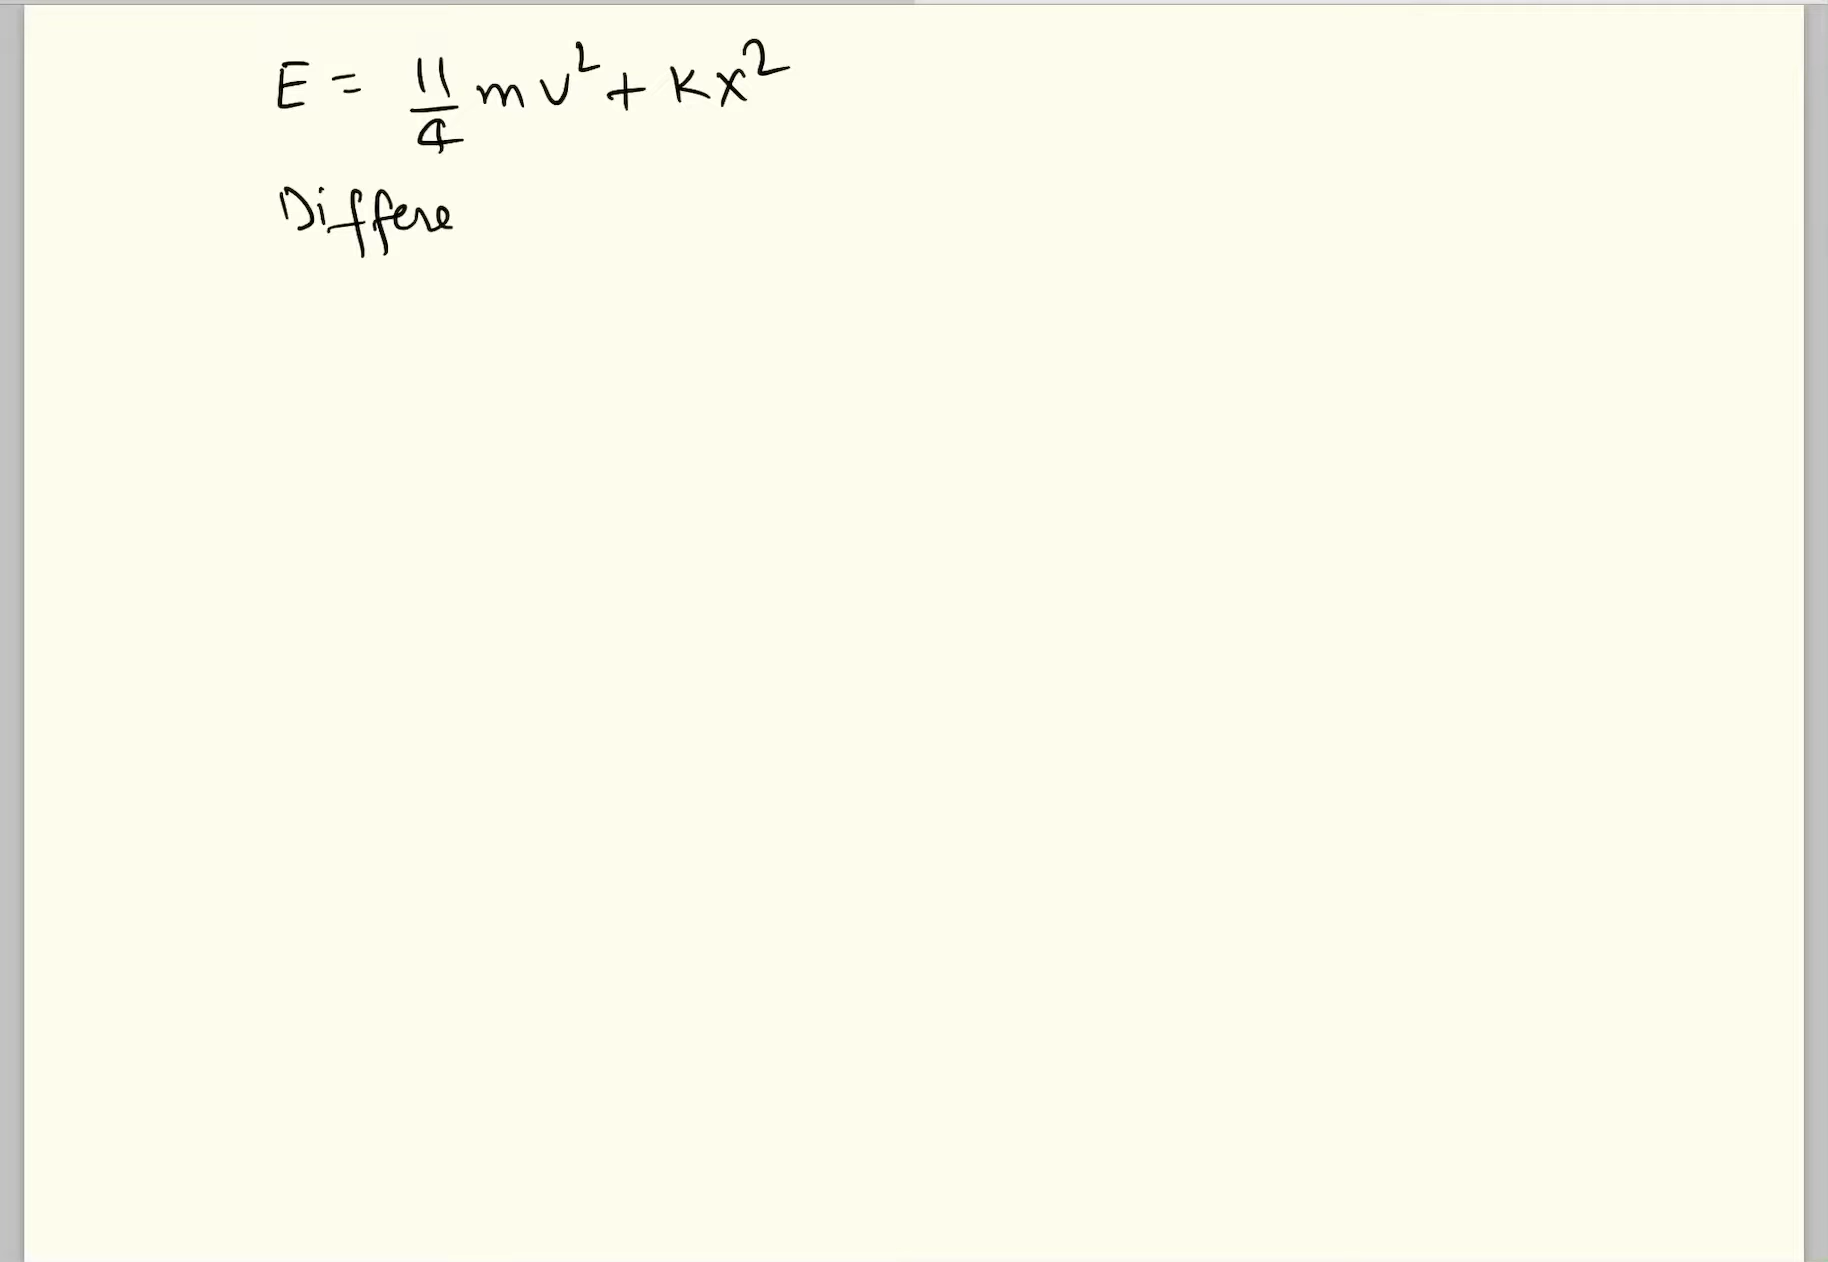 E = 11/4 mv² + kx²
Differe